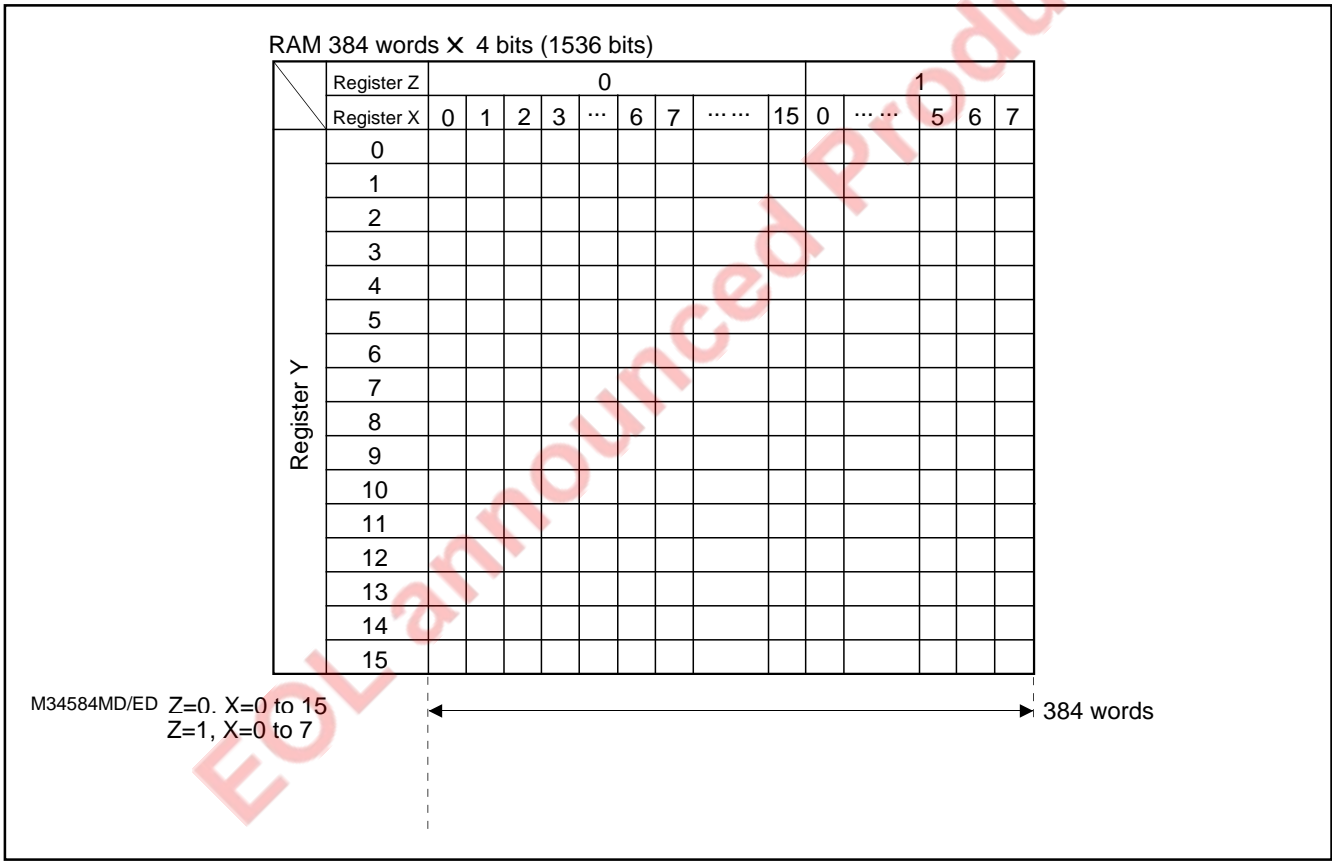 RAM 384 words × 4 bits (1536 bits)
Register Z 0 1
Register X 0 1 2 3 ... 6 7 ...... 15 0 ...... 5 6 7
Register Y
0
1
2
3
4
5
6
7
8
9
10
11
12
13
14
15
M34584MD/ED Z=0, X=0 to 15
Z=1, X=0 to 7
384 words
EOL announced Produ